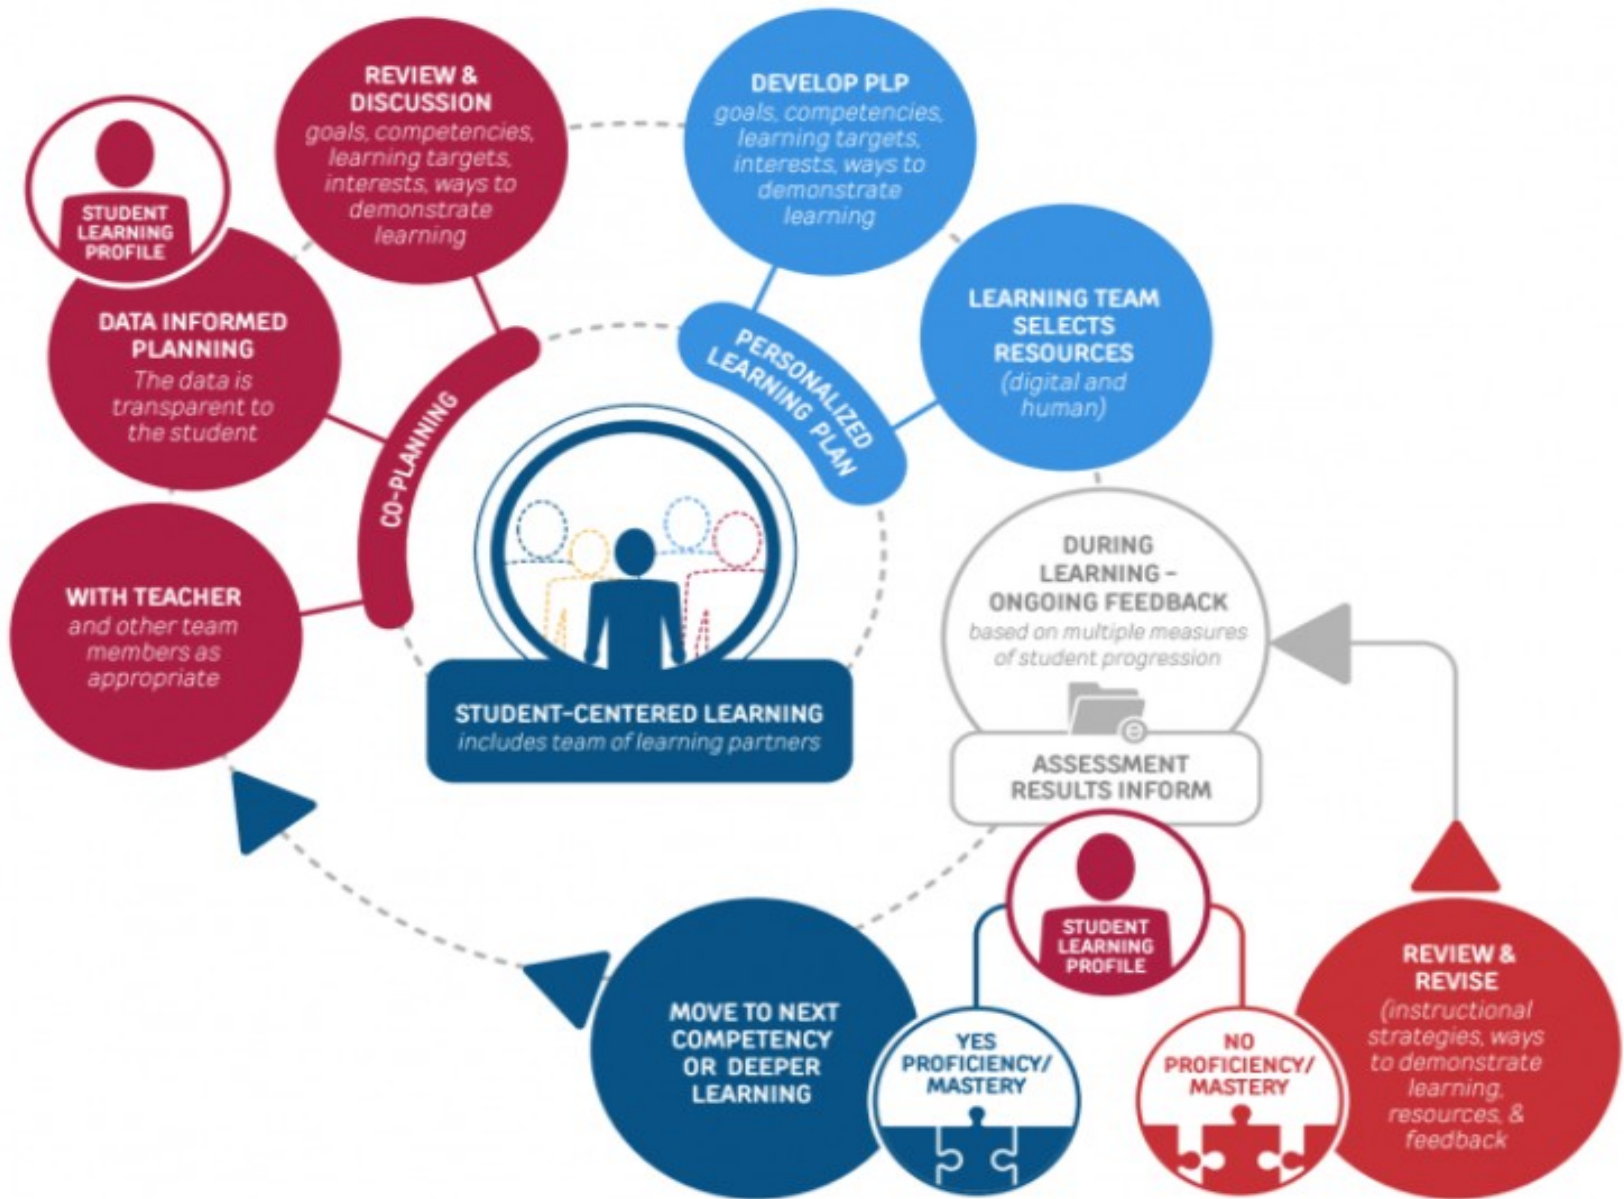 REVIEW &
DISCUSSION
goals, competencies,
learning targets,
interests, ways to
demonstrate
learning
DEVELOP PLP
goals, competencies,
learning targets,
interests, ways to
demonstrate
learning
STUDENT
LEARNING
PROFILE
DATA INFORMED
PLANNING
The data is
transparent to
the student
LEARNING TEAM
SELECTS
RESOURCES
(digital and
human)
CO-PLANNING
PERSONALIZED
LEARNING PLAN
WITH TEACHER
and other team
members as
appropriate
STUDENT-CENTERED LEARNING
includes team of learning partners
DURING
LEARNING -
ONGOING FEEDBACK
based on multiple measures
of student progression
ASSESSMENT
RESULTS INFORM
STUDENT
LEARNING
PROFILE
MOVE TO NEXT
COMPETENCY
OR DEEPER
LEARNING
YES
PROFICIENCY/
MASTERY
NO
PROFICIENCY/
MASTERY
REVIEW &
REVISE
(instructional
strategies, ways
to demonstrate
learning,
resources, &
feedback